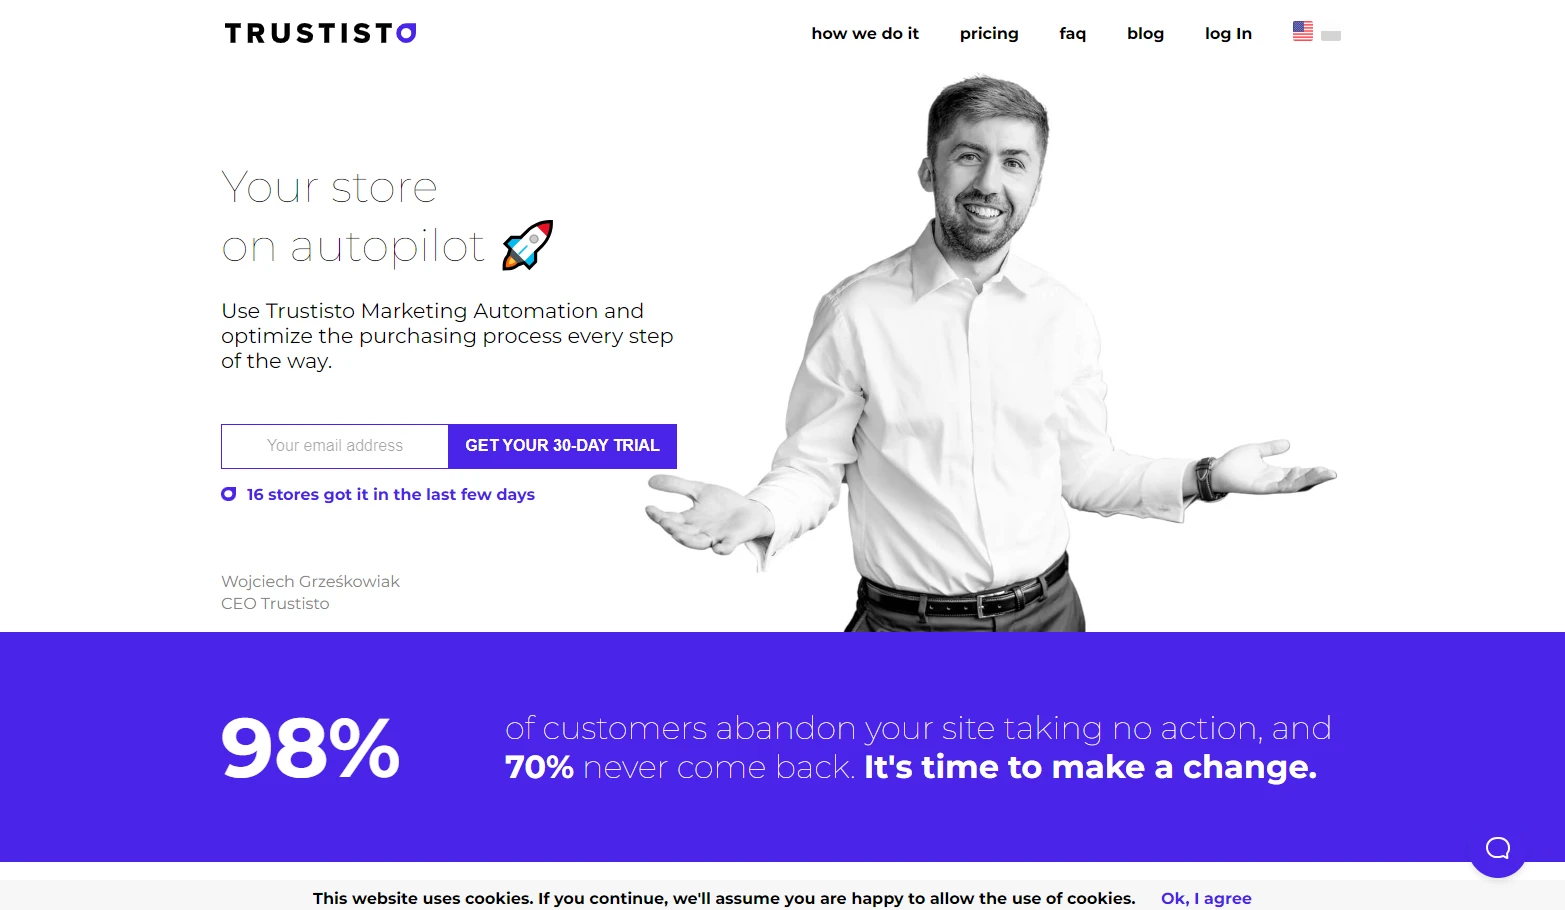 TRUSTISTO
how we do it
pricing
faq
blog
log In
Your store
on autopilot 🚀
Use Trustisto Marketing Automation and
optimize the purchasing process every step
of the way.
Your email address
GET YOUR 30-DAY TRIAL
16 stores got it in the last few days
Wojciech Grześkowiak
CEO Trustisto
98%
of customers abandon your site taking no action, and
70% never come back. It's time to make a change.
This website uses cookies. If you continue, we'll assume you are happy to allow the use of cookies.
Ok, I agree